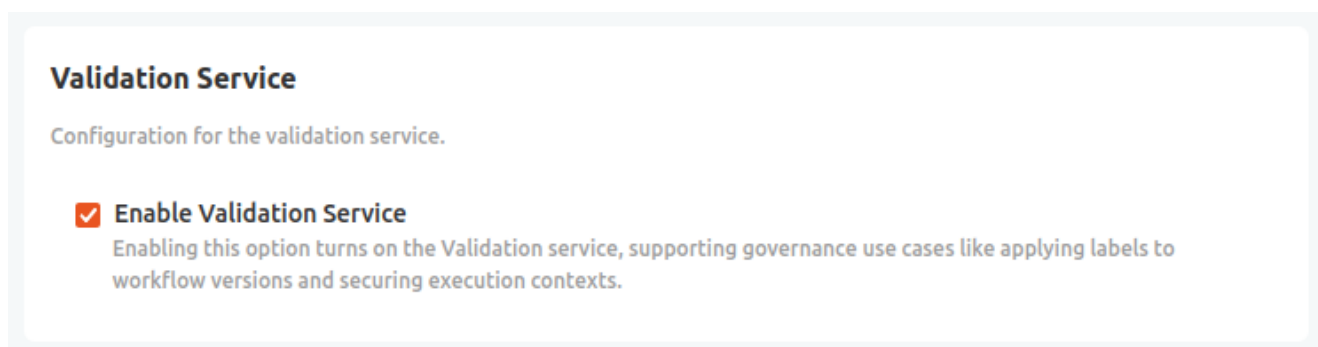 Validation Service
Configuration for the validation service.
Enable Validation Service
Enabling this option turns on the Validation service, supporting governance use cases like applying labels to
workflow versions and securing execution contexts.